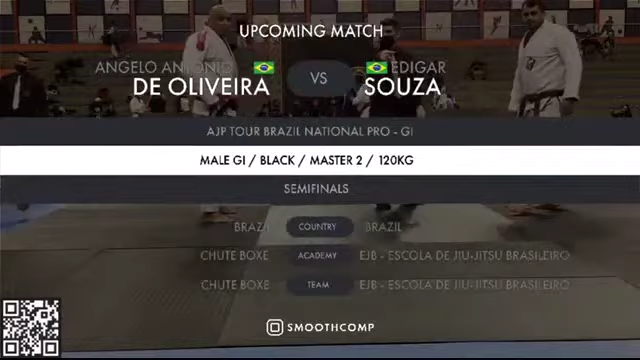 UPCOMING MATCH
ANGELO ANTONIO
DE OLIVEIRA
VS
EDIGAR
SOUZA
AJP TOUR BRAZIL NATIONAL PRO - GI
MALE GI / BLACK / MASTER 2 / 120KG
SEMIFINALS
BRAZIL COUNTRY BRAZIL
CHUTE BOXE ACADEMY EJB - ESCOLA DE JIU-JITSU BRASILEIRO
CHUTE BOXE TEAM EJB - ESCOLA DE JIU-JITSU BRASILEIRO
SMOOTHCOMP